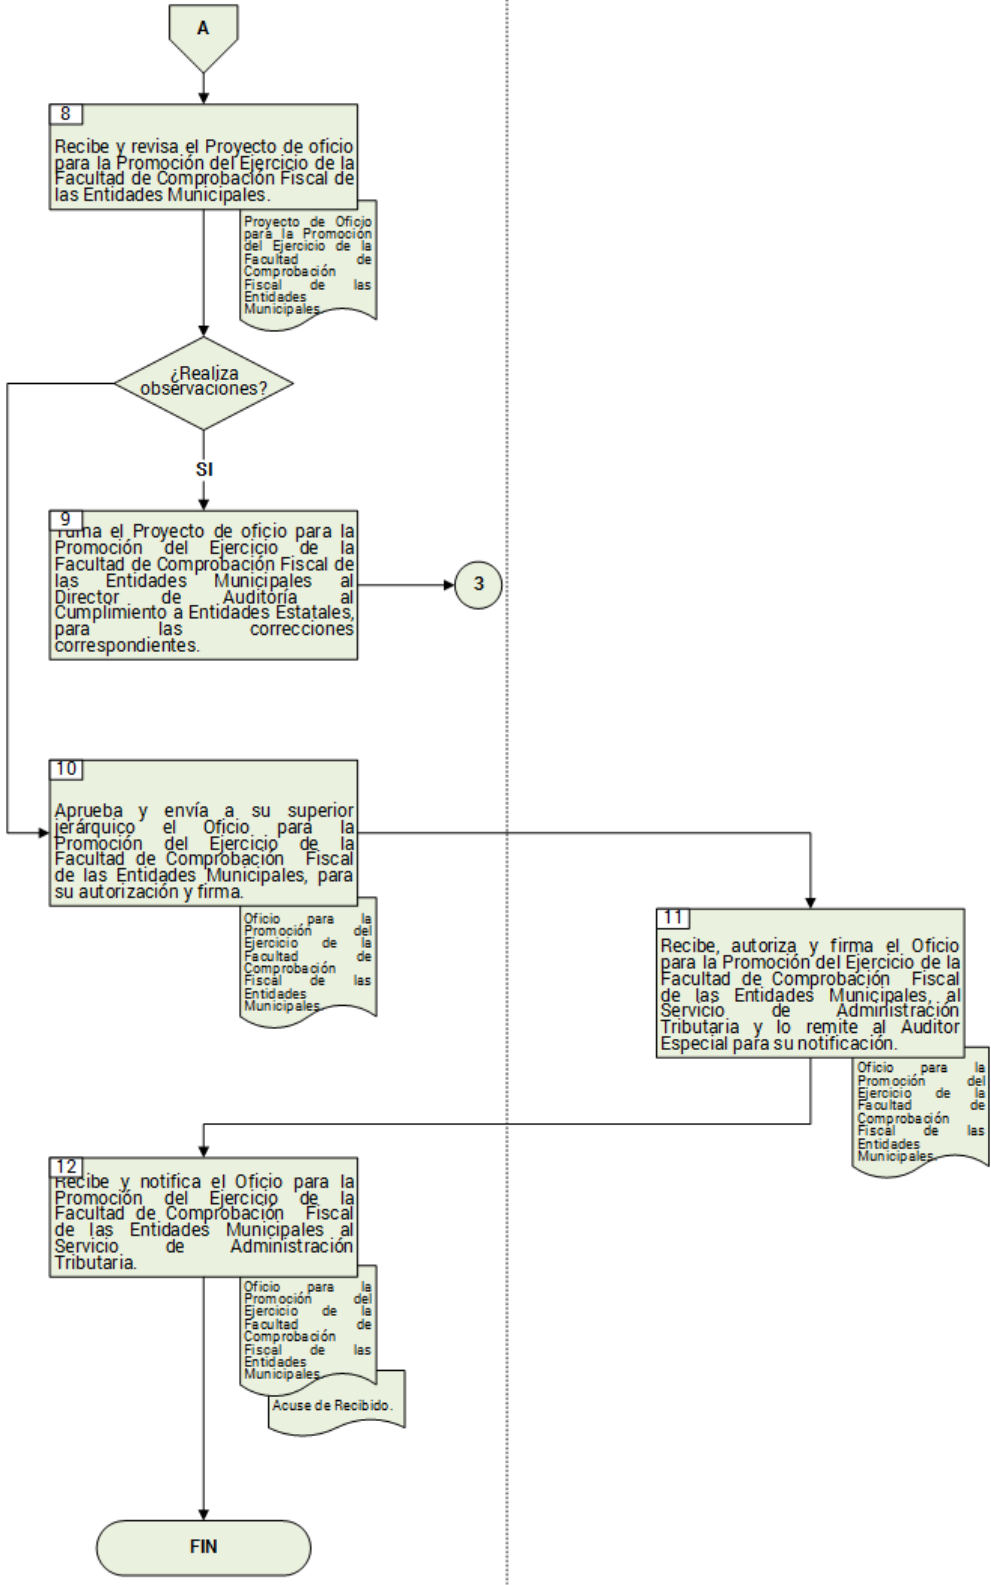 A
8
Recibe y revisa el Proyecto de oficio
para la Promoción del Ejercicio de la
Facultad de Comprobación Fiscal de
las Entidades Municipales.
Proyecto de Oficio
para la Promoción
del Ejercicio de la
Facultad de
Comprobación
Fiscal de las
Entidades
Municipales.
¿Realiza
observaciones?
SI
9
Turna el Proyecto de oficio para la
Promoción del Ejercicio de la
Facultad de Comprobación Fiscal de
las Entidades Municipales al
Director de Auditoría al
Cumplimiento a Entidades Estatales,
para las correcciones
correspondientes.
3
10
Aprueba y envía a su superior
jerárquico el Oficio para la
Promoción del Ejercicio de la
Facultad de Comprobación Fiscal
de las Entidades Municipales, para
su autorización y firma.
Oficio para la
Promoción del
Ejercicio de la
Facultad de
Comprobación
Fiscal de las
Entidades
Municipales.
11
Recibe, autoriza y firma el Oficio
para la Promoción del Ejercicio de la
Facultad de Comprobación Fiscal
de las Entidades Municipales, al
Servicio de Administración
Tributaria y lo remite al Auditor
Especial para su notificación.
Oficio para la
Promoción del
Ejercicio de la
Facultad de
Comprobación
Fiscal de las
Entidades
Municipales.
12
Recibe y notifica el Oficio para la
Promoción del Ejercicio de la
Facultad de Comprobación Fiscal
de las Entidades Municipales al
Servicio de Administración
Tributaria.
Oficio para la
Promoción del
Ejercicio de la
Facultad de
Comprobación
Fiscal de las
Entidades
Municipales.
Acuse de Recibido.
FIN